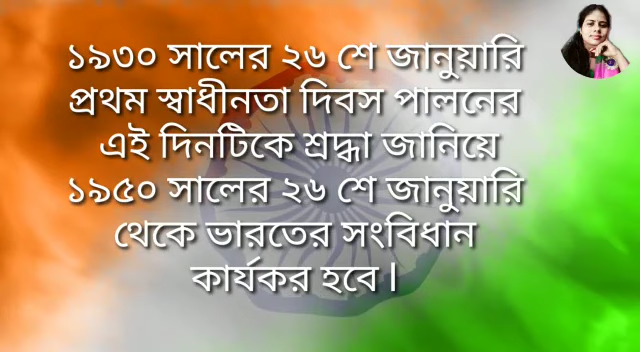 ১৯৩০ সালের ২৬ শে জানুয়ারি
প্রথম স্বাধীনতা দিবস পালনের
এই দিনটিকে শ্রদ্ধা জানিয়ে
১৯৫০ সালের ২৬ শে জানুয়ারি
থেকে ভারতের সংবিধান
কার্যকর হবে l